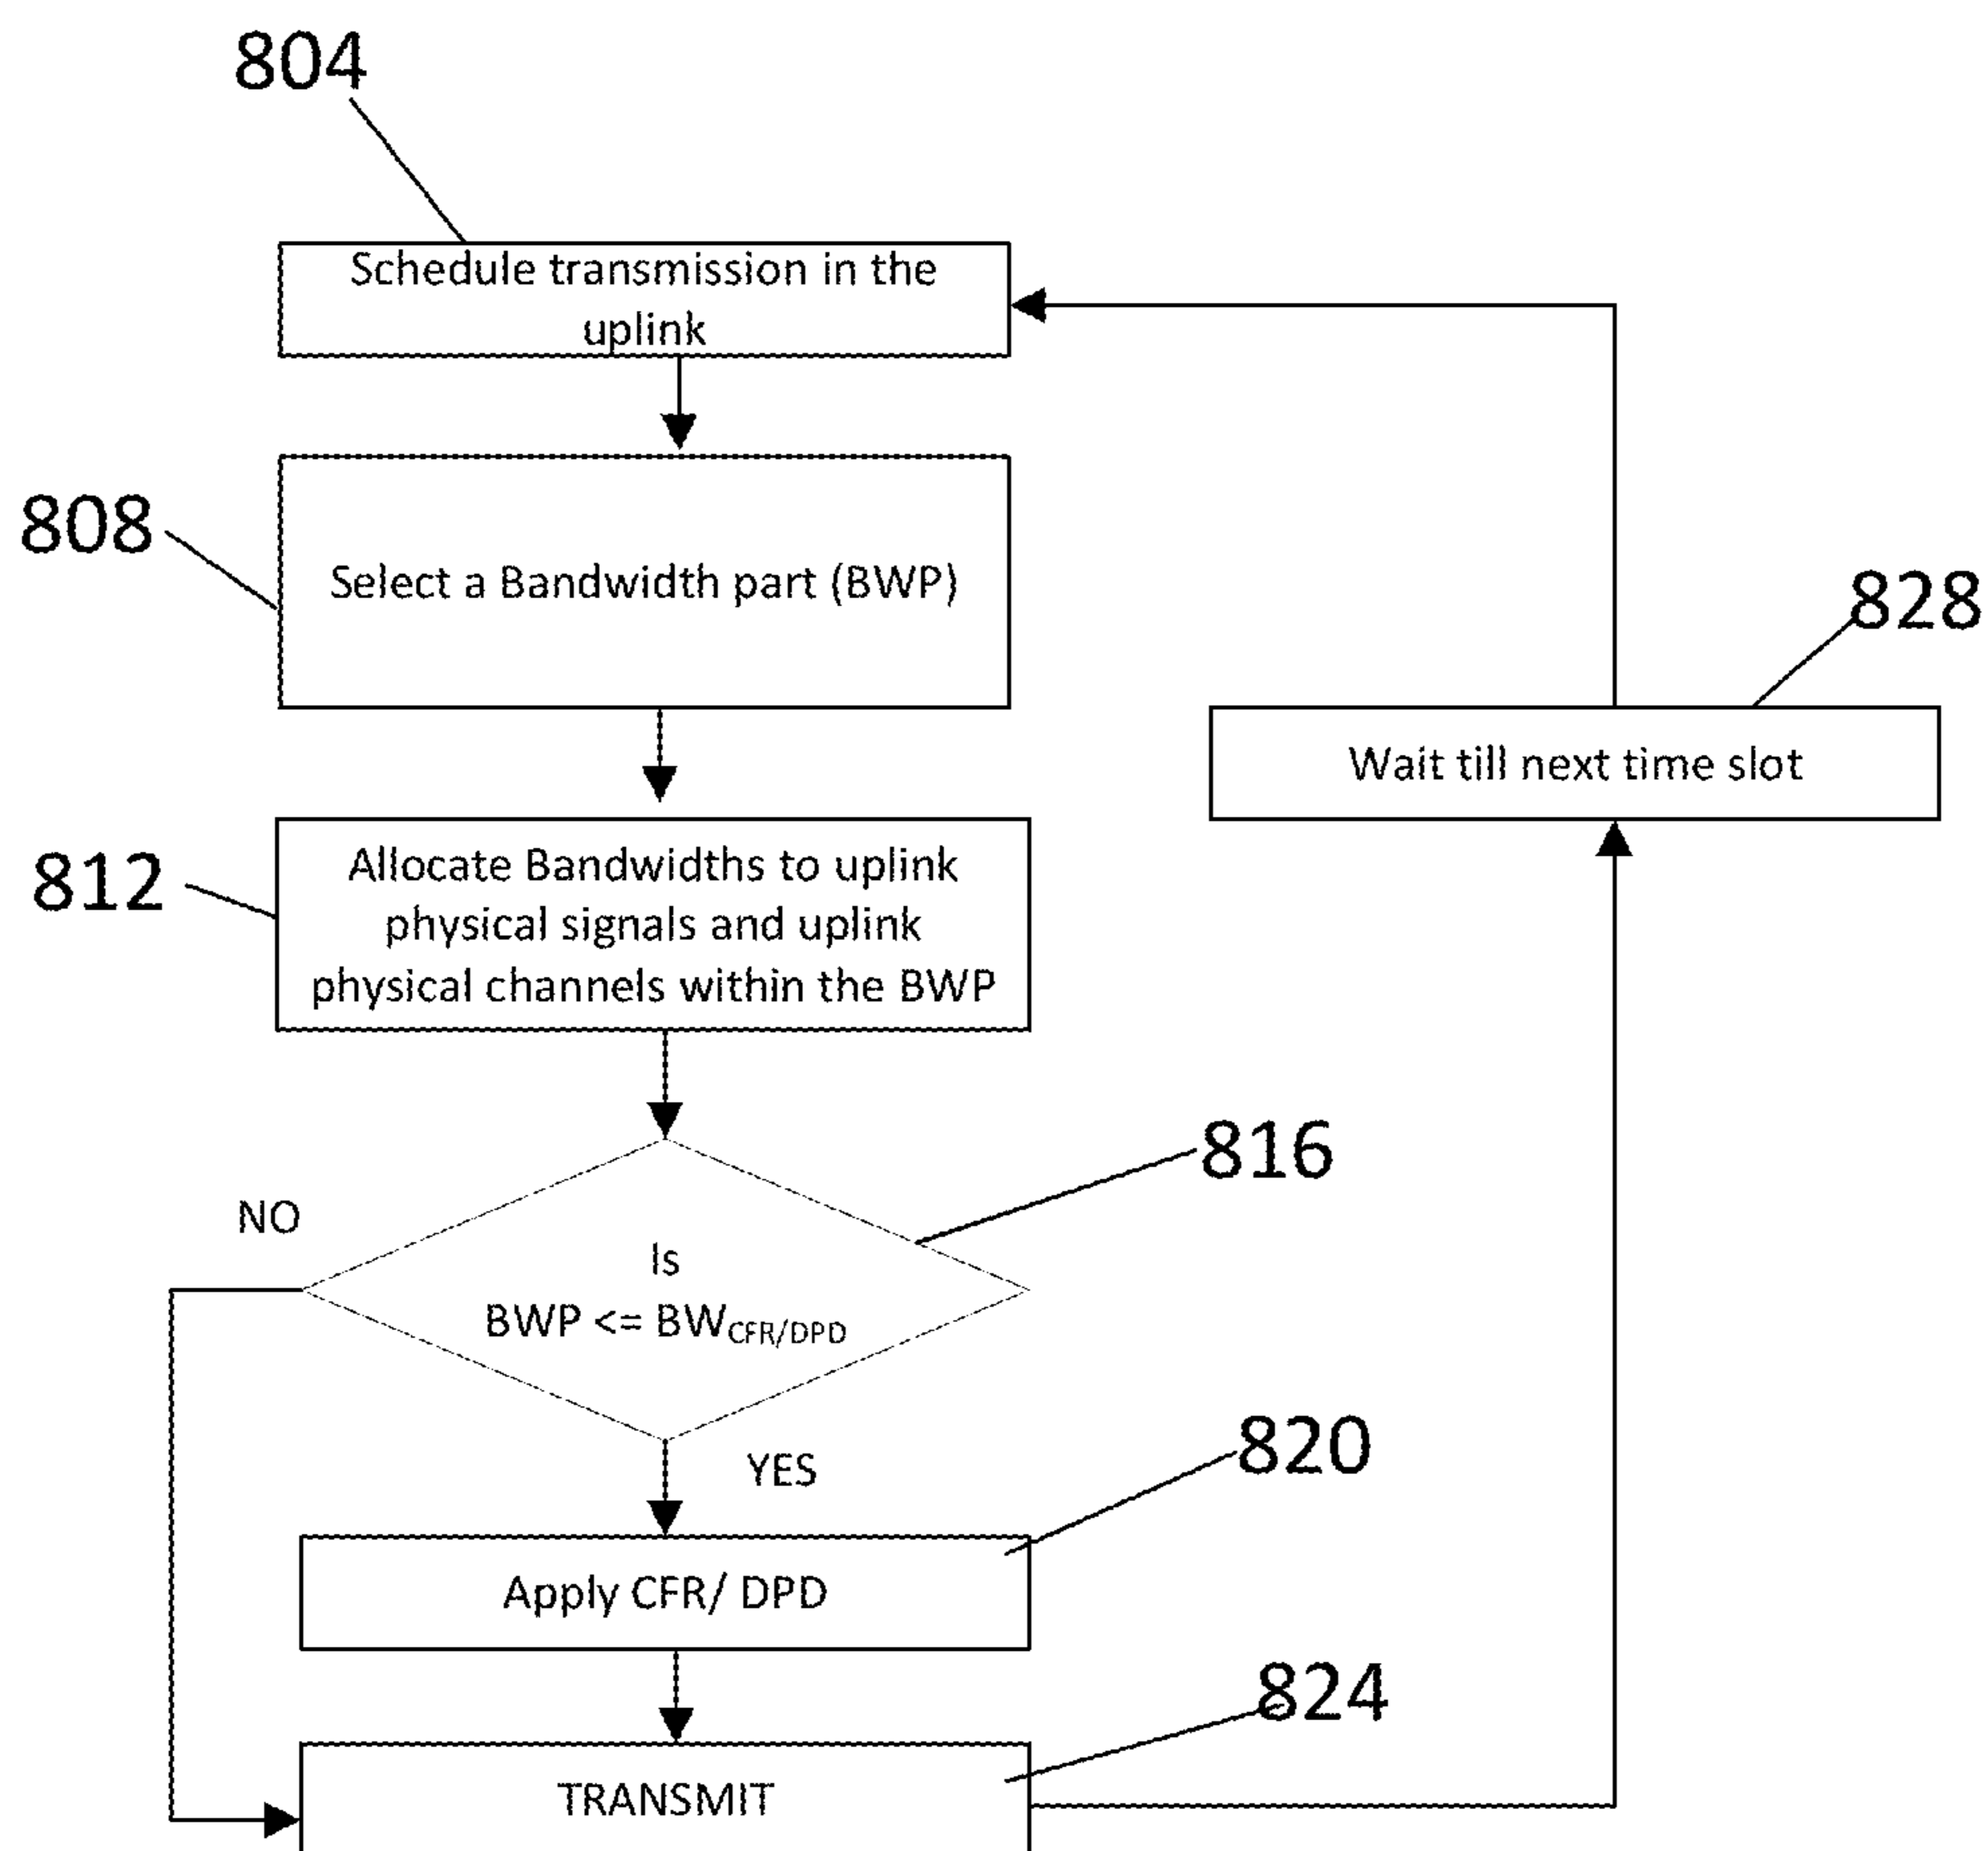 804
Schedule transmission in the
uplink
808
Select a Bandwidth part (BWP)
828
Wait till next time slot
812
Allocate Bandwidths to uplink
physical signals and uplink
physical channels within the BWP
816
NO
Is
BWP <= BWCFR/DPD
YES
820
Apply CFR/ DPD
824
TRANSMIT